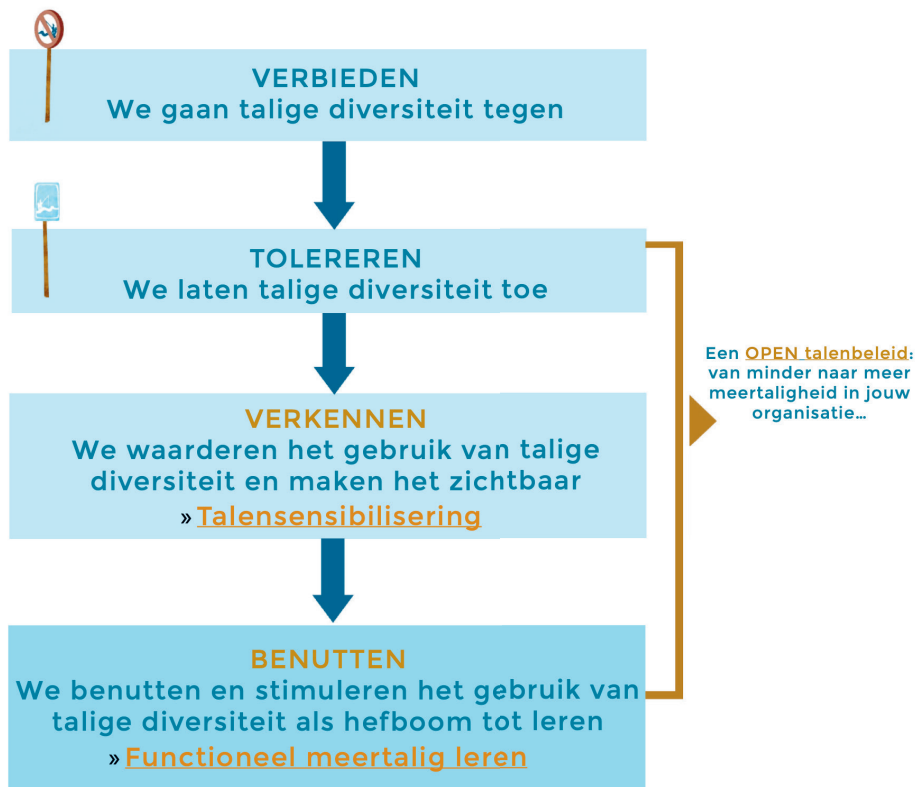 VERBIEDEN
We gaan talige diversiteit tegen
TOLEREREN
We laten talige diversiteit toe
Een OPEN talenbeleid:
van minder naar meer
meertaligheid in jouw
organisatie...
VERKENNEN
We waarderen het gebruik van talige
diversiteit en maken het zichtbaar
» Talensensibilisering
BENUTTEN
We benutten en stimuleren het gebruik van
talige diversiteit als hefboom tot leren
» Functioneel meertalig leren